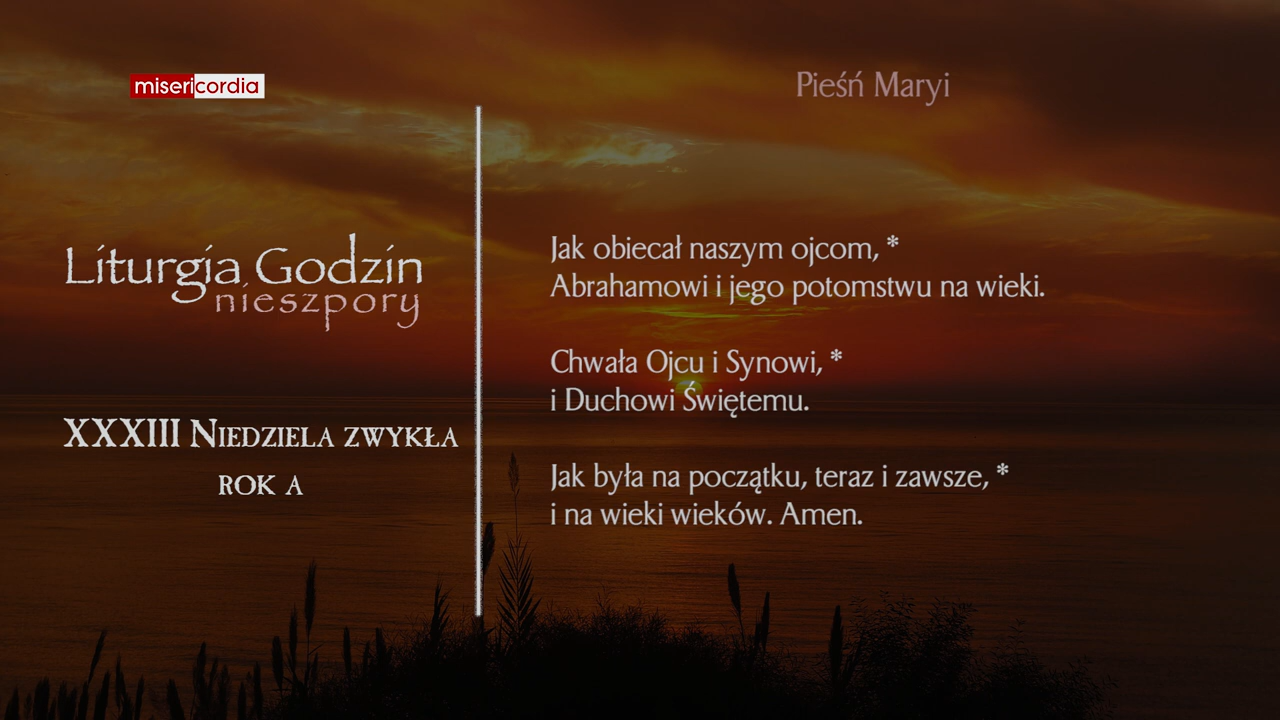 misericordia
Liturgia Godzin
nieszpory
XXXIII Niedziela zwykła
rok A
Pieśń Maryi
Jak obiecał naszym ojcom, *
Abrahamowi i jego potomstwu na wieki.
Chwała Ojcu i Synowi, *
i Duchowi Świętemu.
Jak była na początku, teraz i zawsze, *
i na wieki wieków. Amen.